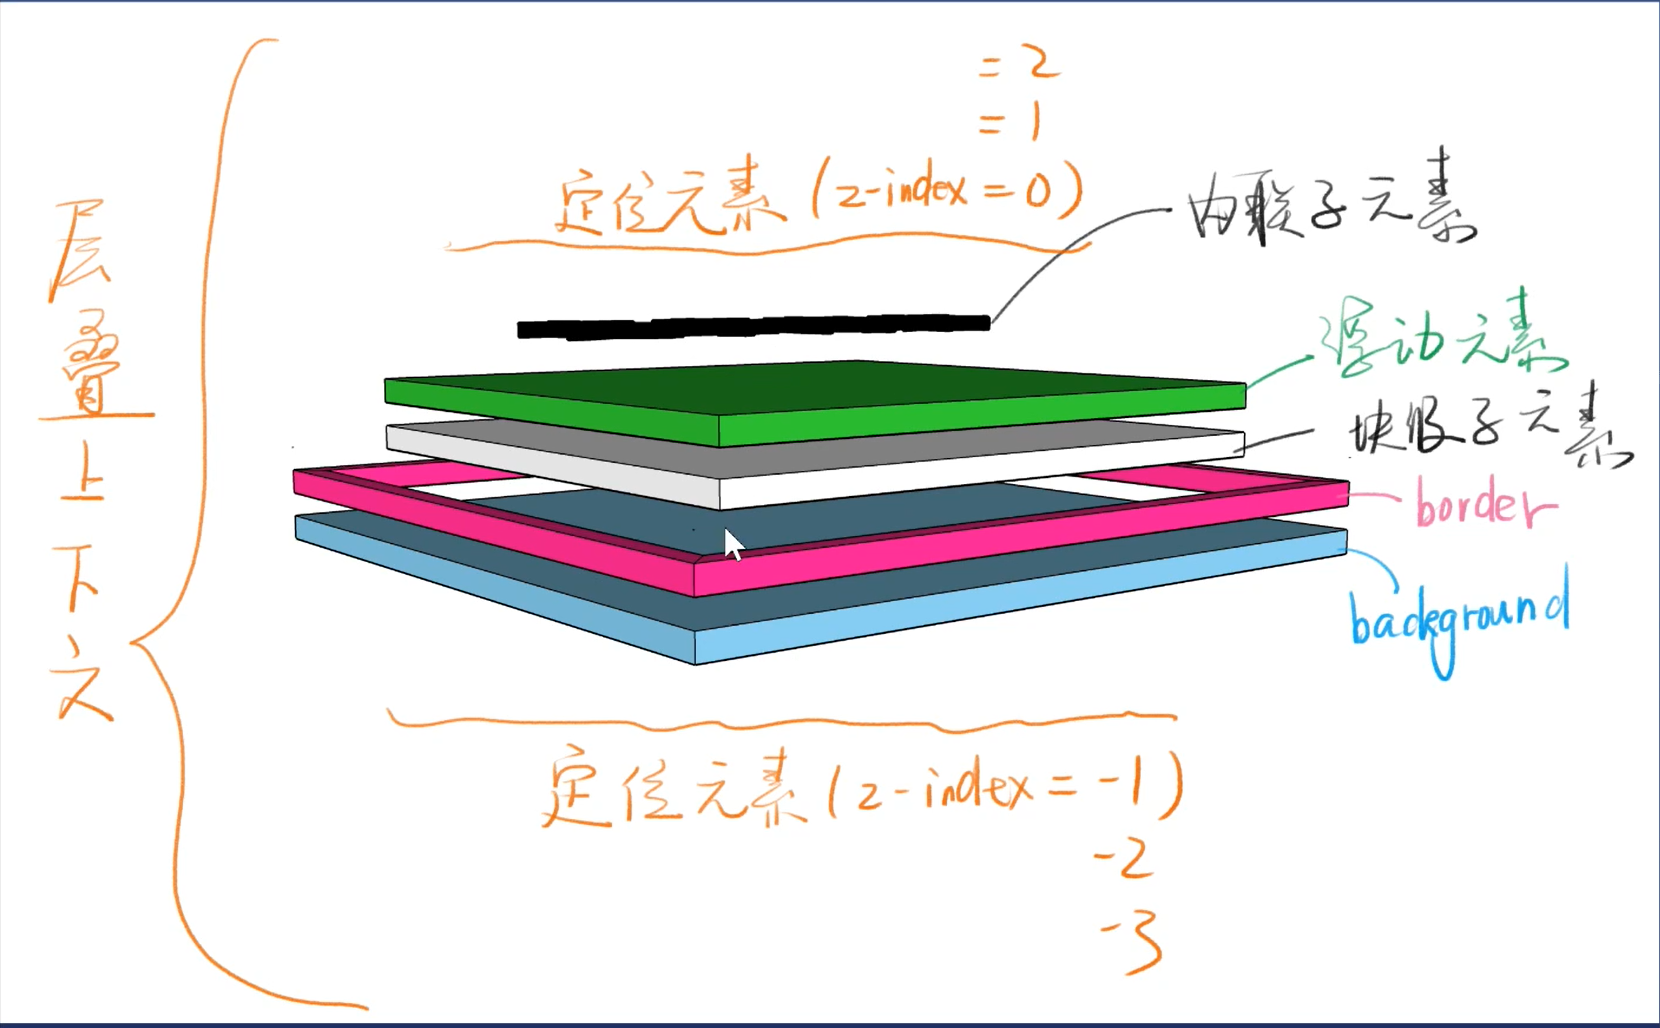 层叠上下文
= 2
= 1
定位元素 (z-index = 0)
内联子元素
浮动元素
块级子元素
border
background
定位元素 (z-index = -1)
-2
-3